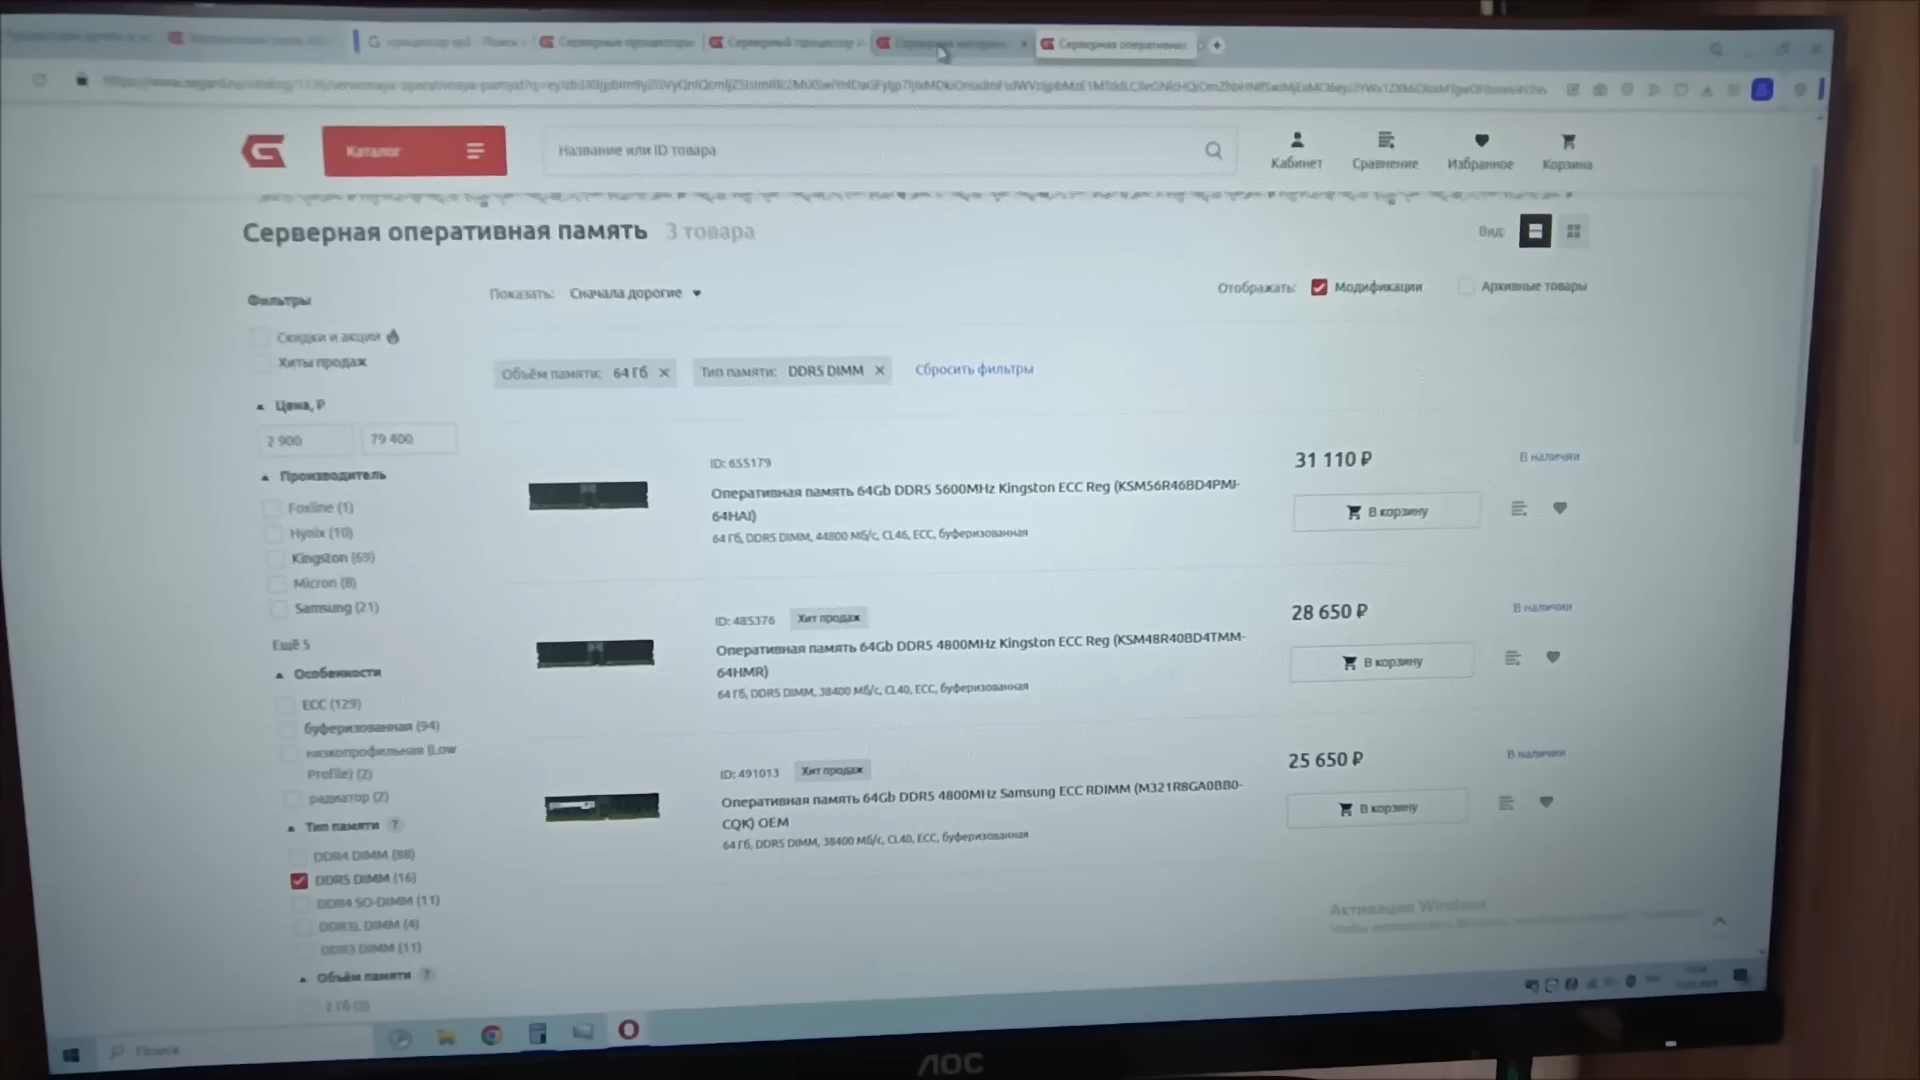 Каталог
Название или ID товара
Кабинет
Сравнение
Избранное
Корзина
Серверная оперативная память 3 товара
Вид:
Фильтры
Показать: Сначала дорогие
Отображать: Модификации
Архивные товары
Скидки и акции
Хиты продаж
Объём памяти: 64 Гб ×
Тип памяти: DDR5 DIMM ×
Сбросить фильтры
Цена, ₽
2 900
79 400
Производитель
Foxline (1)
Hynix (10)
Kingston (69)
Micron (8)
Samsung (21)
Ещё 5
Особенности
ECC (129)
буферизованная (94)
низкопрофильная (Low
Profile) (2)
радиатор (2)
Тип памяти ?
DDR4 DIMM (88)
DDR5 DIMM (16)
DDR4 SO-DIMM (11)
DDR3L DIMM (4)
DDR3 DIMM (11)
Объём памяти ?
ID: 655179
Оперативная память 64Gb DDR5 5600MHz Kingston ECC Reg (KSM56R46BD4PMI-
64HAI)
64 Гб, DDR5 DIMM, 44800 Мб/с, CL46, ECC, буферизованная
31 110 ₽
В наличии
В корзину
ID: 485376
Хит продаж
Оперативная память 64Gb DDR5 4800MHz Kingston ECC Reg (KSM48R40BD4TMM-
64HMR)
64 Гб, DDR5 DIMM, 38400 Мб/с, CL40, ECC, буферизованная
28 650 ₽
В наличии
В корзину
ID: 491013
Хит продаж
Оперативная память 64Gb DDR5 4800MHz Samsung ECC RDIMM (M321R8GA0BB0-
CQK) OEM
64 Гб, DDR5 DIMM, 38400 Мб/с, CL40, ECC, буферизованная
25 650 ₽
В наличии
В корзину
Активация Windows
Поиск
AOC